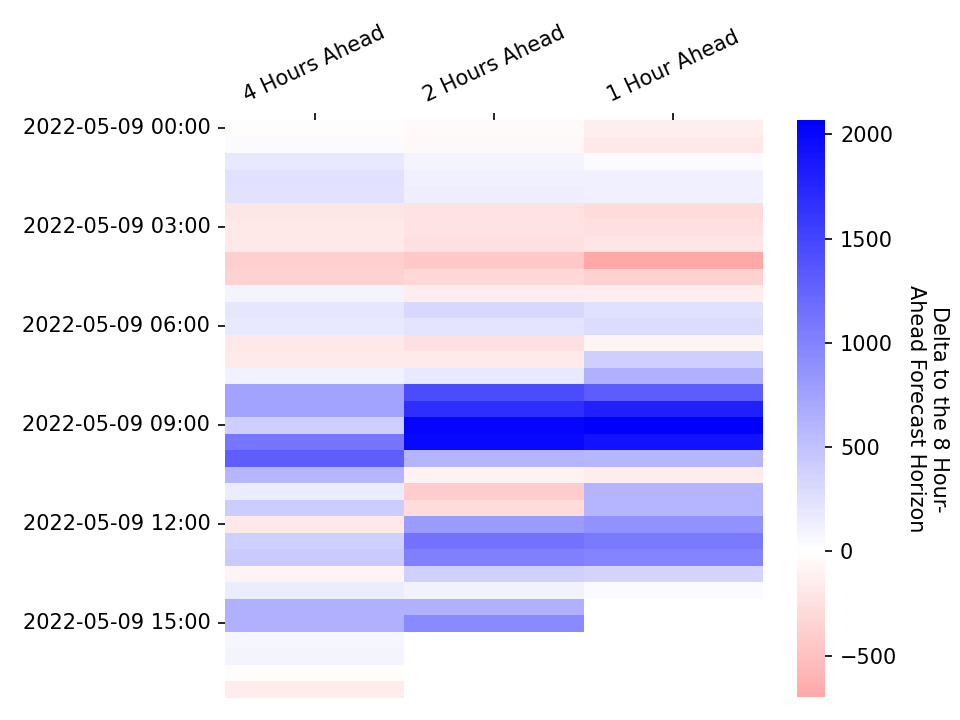 4 Hours Ahead
2 Hours Ahead
1 Hour Ahead
2022-05-09 00:00
2022-05-09 03:00
2022-05-09 06:00
2022-05-09 09:00
2022-05-09 12:00
2022-05-09 15:00
2000
1500
1000
500
0
−500
Delta to the 8 Hour-
Ahead Forecast Horizon